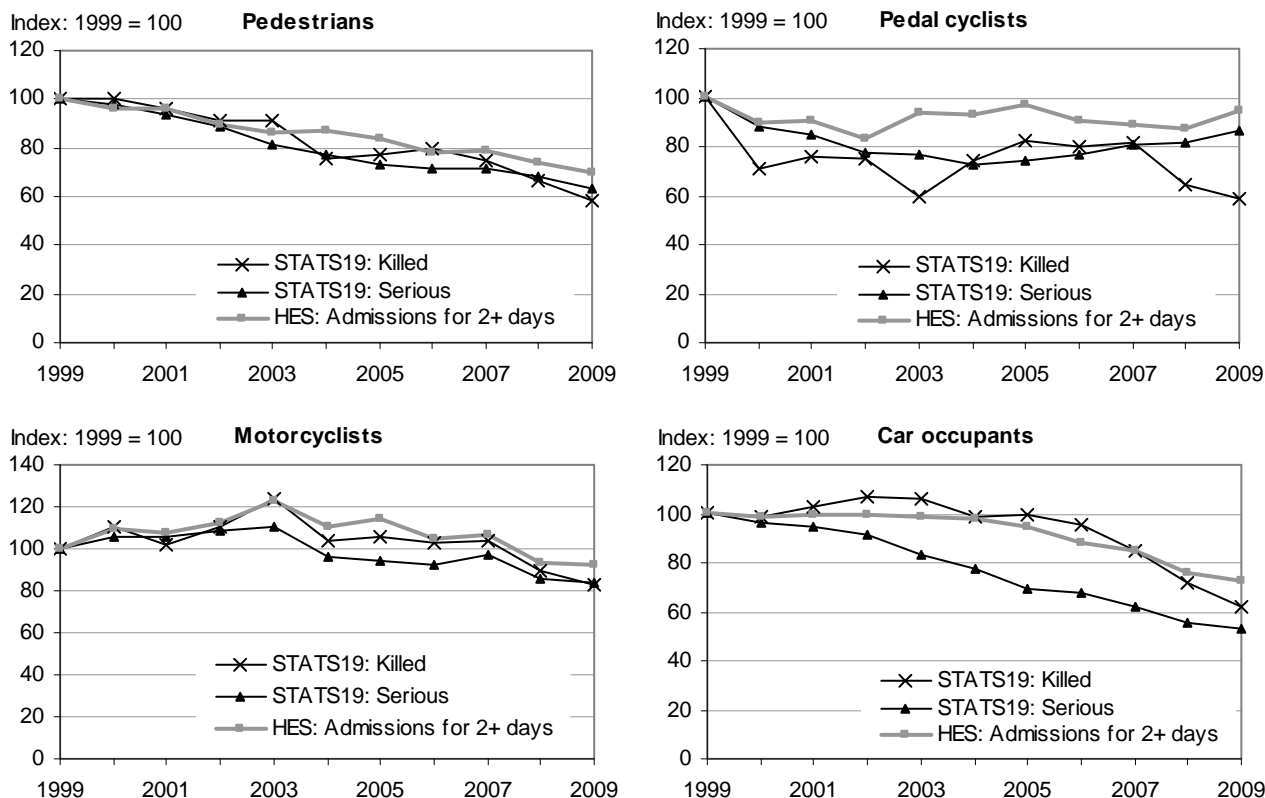 Index: 1999 = 100 Pedestrians
120
100
80
60
40
20
0
STATS19: Killed
STATS19: Serious
HES: Admissions for 2+ days
1999 2001 2003 2005 2007 2009
Index: 1999 = 100 Pedal cyclists
120
100
80
60
40
20
0
STATS19: Killed
STATS19: Serious
HES: Admissions for 2+ days
1999 2001 2003 2005 2007 2009
Index: 1999 = 100 Motorcyclists
140
120
100
80
60
40
20
0
STATS19: Killed
STATS19: Serious
HES: Admissions for 2+ days
1999 2001 2003 2005 2007 2009
Index: 1999 = 100 Car occupants
120
100
80
60
40
20
0
STATS19: Killed
STATS19: Serious
HES: Admissions for 2+ days
1999 2001 2003 2005 2007 2009